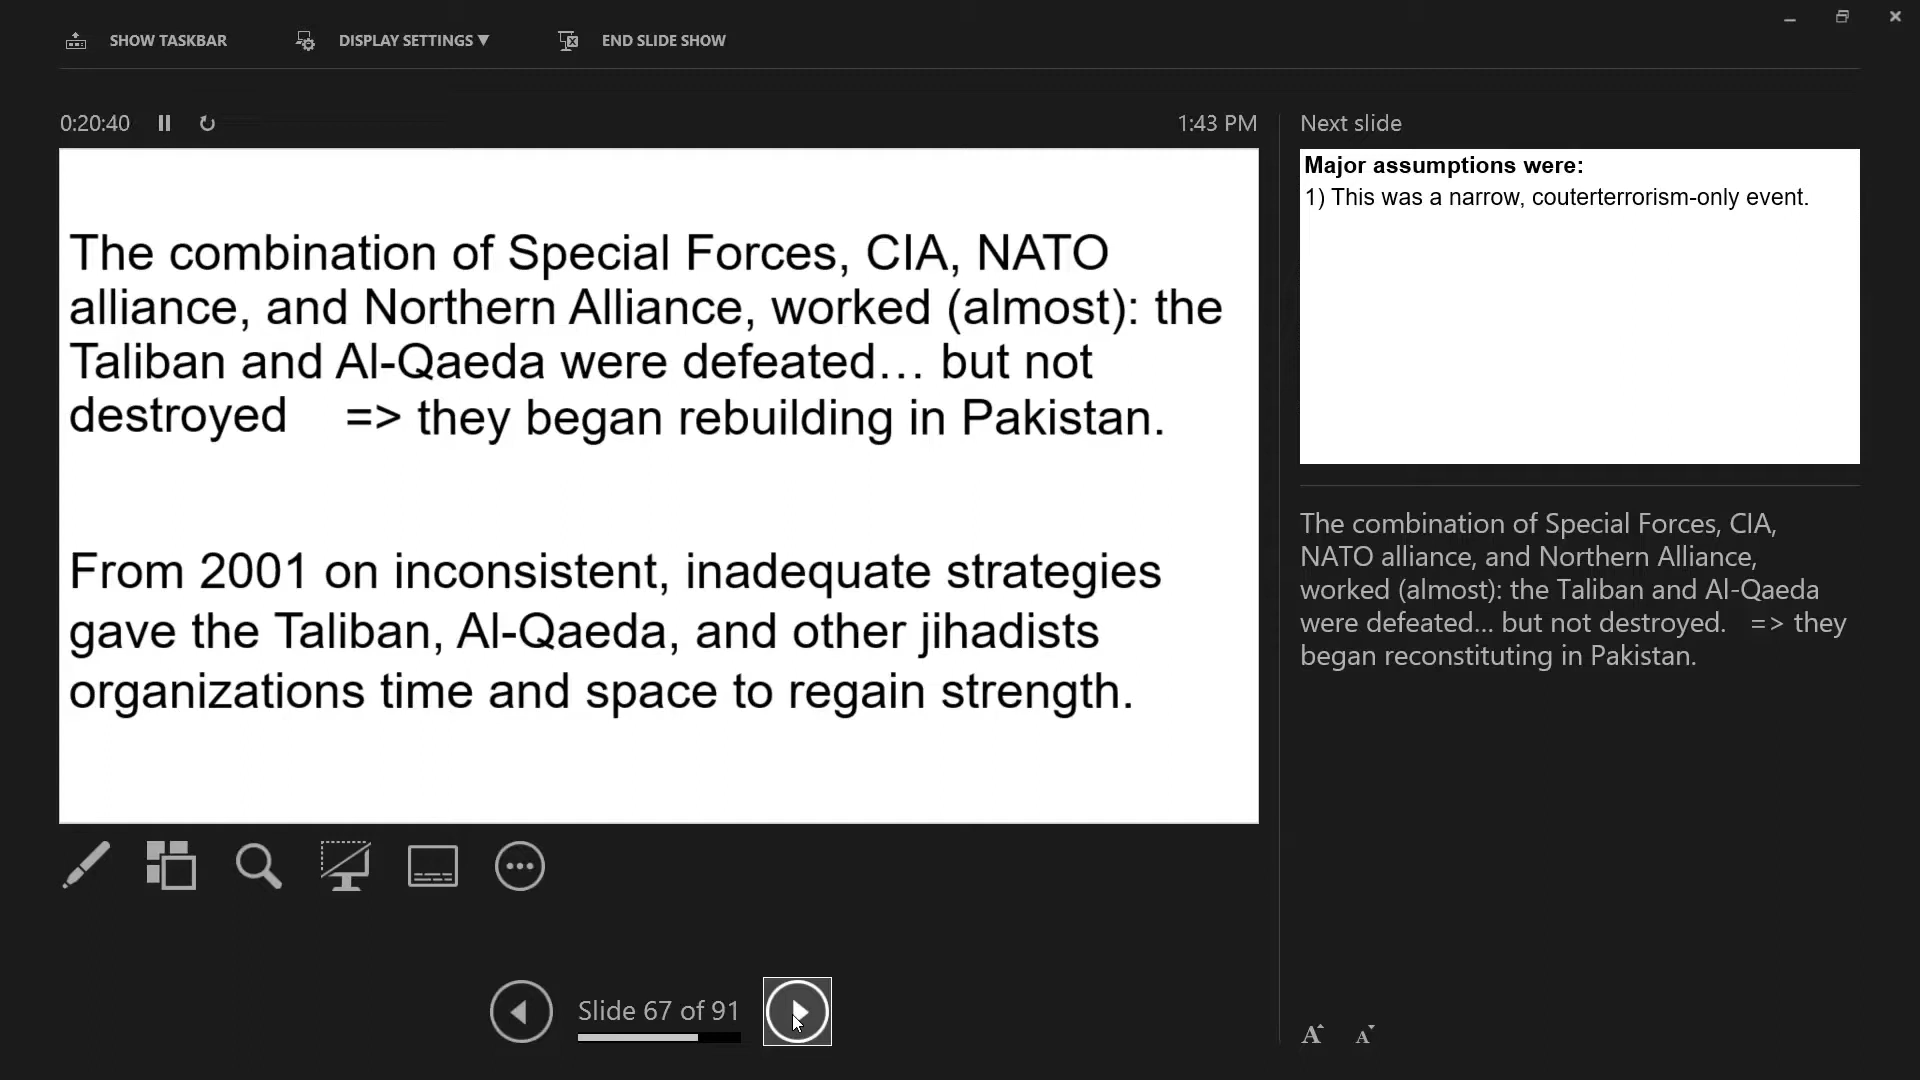 SHOW TASKBAR
DISPLAY SETTINGS ▼
END SLIDE SHOW
0:20:40
1:43 PM
The combination of Special Forces, CIA, NATO
alliance, and Northern Alliance, worked (almost): the
Taliban and Al-Qaeda were defeated… but not
destroyed => they began rebuilding in Pakistan.
From 2001 on inconsistent, inadequate strategies
gave the Taliban, Al-Qaeda, and other jihadists
organizations time and space to regain strength.
Slide 67 of 91
Next slide
Major assumptions were:
1) This was a narrow, couterterrorism-only event.
The combination of Special Forces, CIA,
NATO alliance, and Northern Alliance,
worked (almost): the Taliban and Al-Qaeda
were defeated… but not destroyed. => they
began reconstituting in Pakistan.
A A